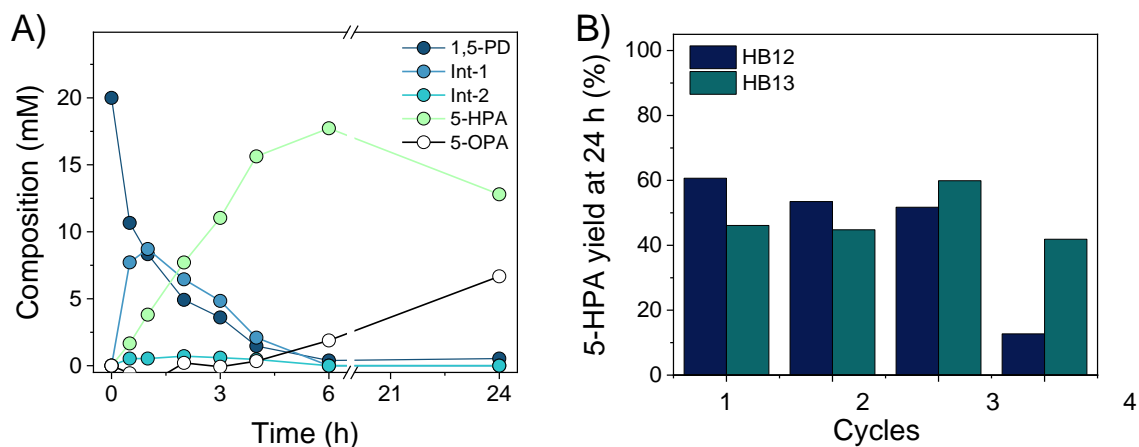 A)
Composition (mM)
20
15
10
5
0
1,5-PD
Int-1
Int-2
5-HPA
5-OPA
0 3 6 21 24
Time (h)
B)
5-HPA yield at 24 h (%)
100
80
60
40
20
0
HB12
HB13
1 2 3 4
Cycles